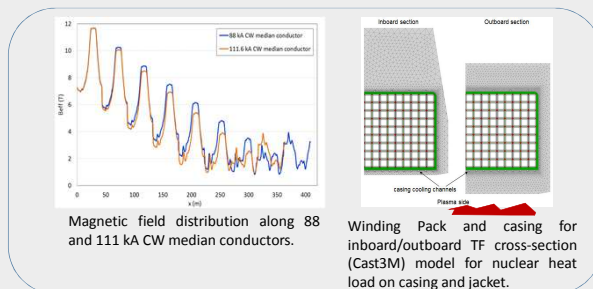 88 kA CW median conductor
111.6 kA CW median conductor
12
10
8
6
4
2
0
Beff (T)
0 50 100 150 200 250 300 350 400
x (m)
Magnetic field distribution along 88
and 111 kA CW median conductors.
Inboard section
Outboard section
casing cooling channels
Plasma side
Winding Pack and casing for
inboard/outboard TF cross-section
(Cast3M) model for nuclear heat
load on casing and jacket.